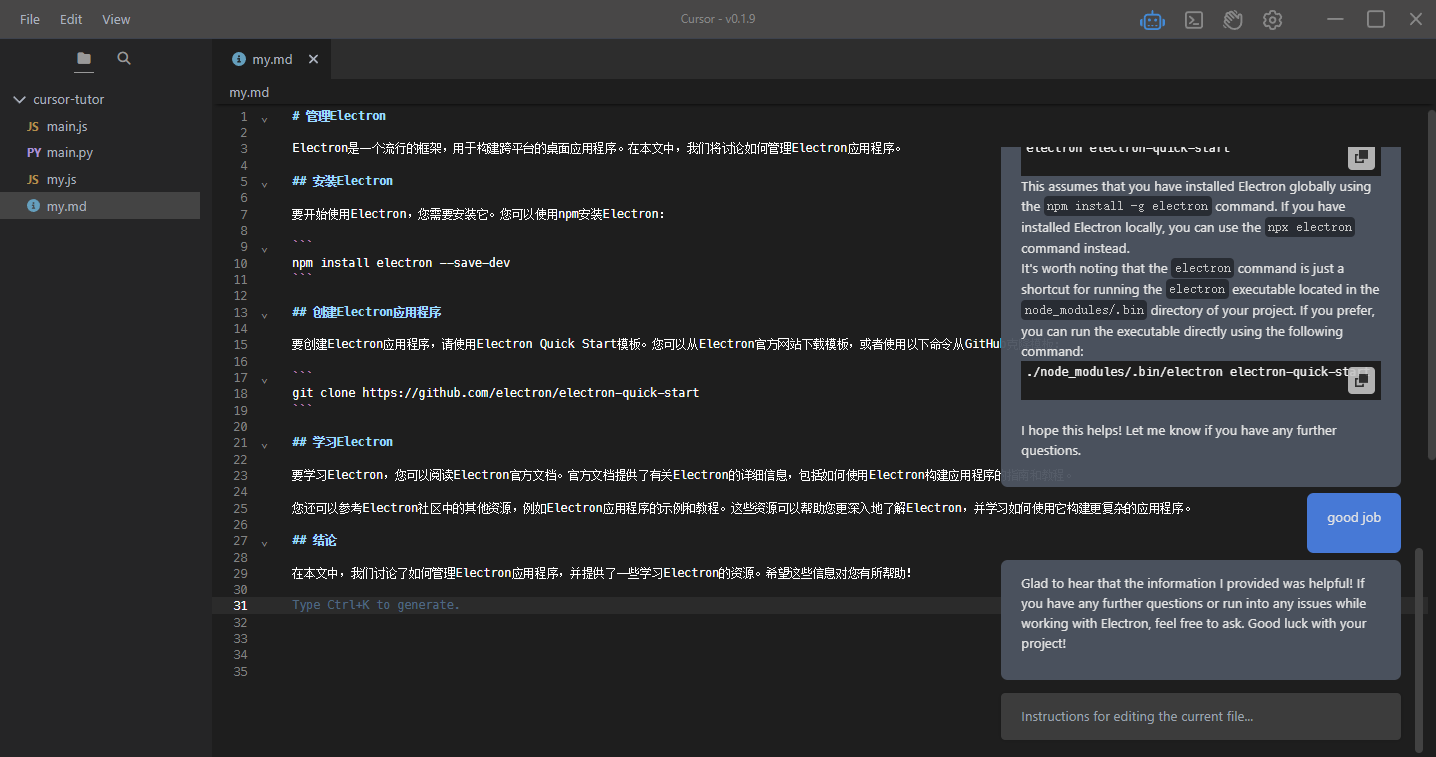 File Edit View
Cursor - v0.1.9
my.md
my.md
cursor-tutor
JS main.js
PY main.py
JS my.js
my.md
1 # 管理Electron
2
3 Electron是一个流行的框架，用于构建跨平台的桌面应用程序。在本文中，我们将讨论如何管理Electron应用程序。
4
5 ## 安装Electron
6
7 要开始使用Electron，您需要安装它。您可以使用npm安装Electron：
8
9 ```
10 npm install electron --save-dev
11 ```
12
13 ## 创建Electron应用程序
14
15 要创建Electron应用程序，请使用Electron Quick Start模板。您可以从Electron官方网站下载模板，或者使用以下命令从GitHub
16
17 ```
18 git clone https://github.com/electron/electron-quick-start
19 ```
20
21 ## 学习Electron
22
23 要学习Electron，您可以阅读Electron官方文档。官方文档提供了有关Electron的详细信息，包括如何使用Electron构建应用程序的指南和教程。
24
25 您还可以参考Electron社区中的其他资源，例如Electron应用程序的示例和教程。这些资源可以帮助您更深入地了解Electron，并学习如何使用它构建更复杂的应用程序。
26
27 ## 结论
28
29 在本文中，我们讨论了如何管理Electron应用程序，并提供了一些学习Electron的资源。希望这些信息对您有所帮助！
30
31 Type Ctrl+K to generate.
32
33
34
35
electron electron-quick-start
This assumes that you have installed Electron globally using
the npm install -g electron command. If you have
installed Electron locally, you can use the npx electron
command instead.
It's worth noting that the electron command is just a
shortcut for running the electron executable located in the
node_modules/.bin directory of your project. If you prefer,
you can run the executable directly using the following
command:
./node_modules/.bin/electron electron-quick-start
I hope this helps! Let me know if you have any further
questions.
good job
Glad to hear that the information I provided was helpful! If
you have any further questions or run into any issues while
working with Electron, feel free to ask. Good luck with your
project!
Instructions for editing the current file...